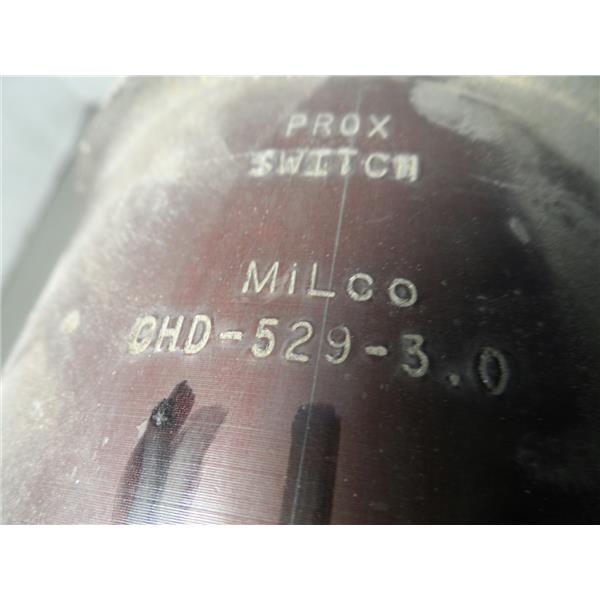 PROX
SWITCH
MiLCO
CHD-529-3.0